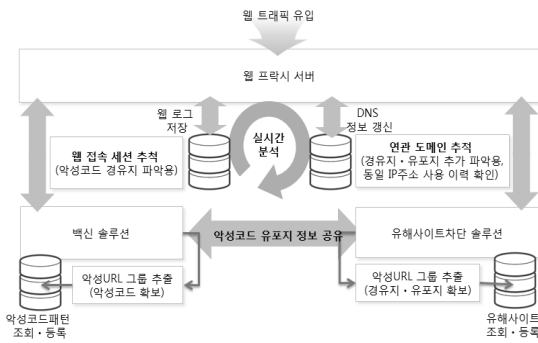 웹 트래픽 유입
웹 프락시 서버
웹 로그
저장
DNS
정보 갱신
실시간
분석
웹 접속 세션 추척
(악성코드 경유지 파악용)
연관 도메인 추적
(경유지・유포지 추가 파악용,
동일 IP주소 사용 이력 확인)
백신 솔루션
악성코드 유포지 정보 공유
유해사이트차단 솔루션
악성URL 그룹 추출
(악성코드 확보)
악성URL 그룹 추출
(경유지・유포지 확보)
악성코드패턴
조회・등록
유해사이트
조회・등록